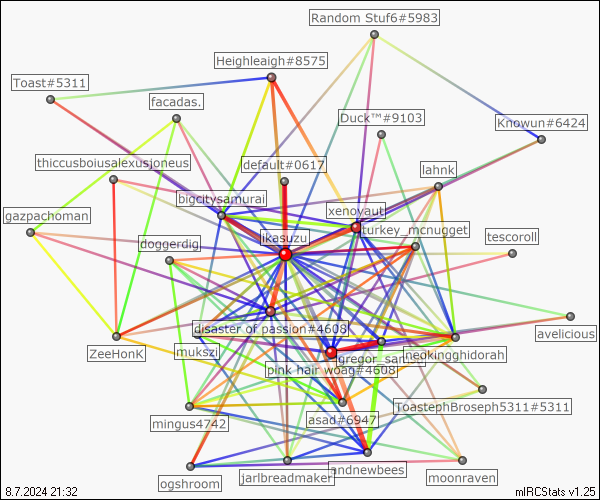 Random Stuf6#5983
Heighleaigh#8575
Toast#5311
facadas.
Duck™#9103
Knowun#6424
thiccusboiusalexusjoneus
default#0617
lahnk
bigcitysamurai
xenoyaut
gazpachoman
turkey_mcnugget
ikasuzu
tescoroll
doggerdig
disaster of passion#4608
avelicious
ZeeHonK
mukszi
gregor_samsa
neokingghidorah
pink hair woag#4608
ToastephBroseph5311#5311
mingus4742
asad#6947
andnewbees
ogshroom
jarlbreadmaker
moonraven
8.7.2024 21:32
mIRCStats v1.25